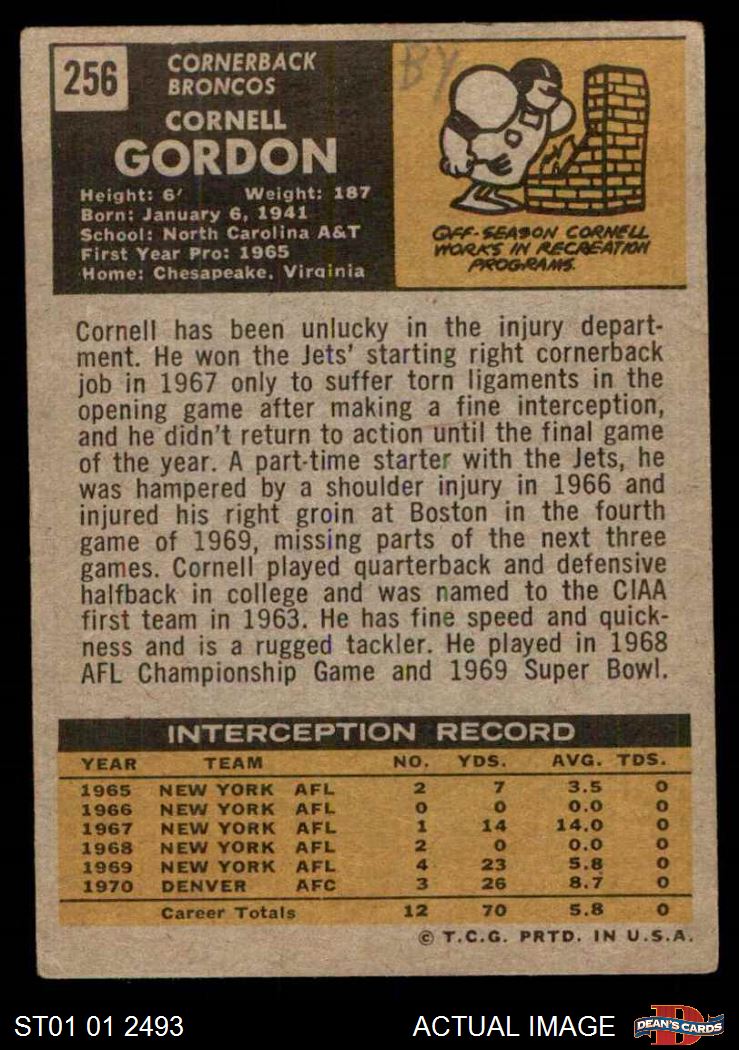 256
CORNERBACK
BRONCOS
CORNELL
GORDON
Height: 6' Weight: 187
Born: January 6, 1941
School: North Carolina A&T
First Year Pro: 1965
Home: Chesapeake, Virginia
BY
OFF-SEASON CORNELL
WORKS IN RECREATION
PROGRAMS.
Cornell has been unlucky in the injury depart-
ment. He won the Jets' starting right cornerback
job in 1967 only to suffer torn ligaments in the
opening game after making a fine interception,
and he didn't return to action until the final game
of the year. A part-time starter with the Jets, he
was hampered by a shoulder injury in 1966 and
injured his right groin at Boston in the fourth
game of 1969, missing parts of the next three
games. Cornell played quarterback and defensive
halfback in college and was named to the CIAA
first team in 1963. He has fine speed and quick-
ness and is a rugged tackler. He played in 1968
AFL Championship Game and 1969 Super Bowl.
INTERCEPTION RECORD
YEAR TEAM NO. YDS. AVG. TDS.
1965 NEW YORK AFL 2 7 3.5 0
1966 NEW YORK AFL 0 0 0.0 0
1967 NEW YORK AFL 1 14 14.0 0
1968 NEW YORK AFL 2 0 0.0 0
1969 NEW YORK AFL 4 23 5.8 0
1970 DENVER AFC 3 26 8.7 0
Career Totals 12 70 5.8 0
© T.C.G. PRTD. IN U.S.A.
ST01 01 2493 ACTUAL IMAGE
D
DEAN'S CARDS